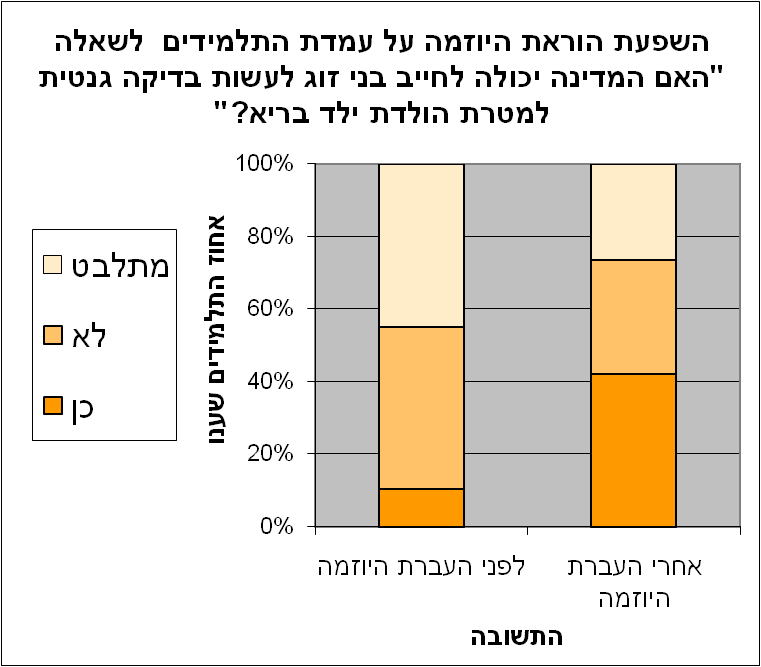 השפעת הוראת היוזמה על עמדת התלמידים לשאלה
"האם המדינה יכולה לחייב בני זוג לעשות בדיקה גנטית
למטרת הולדת ילד בריא?"
100%
80%
60%
40%
20%
0%
אחוז התלמידים שענו
מתלבט
לא
כן
לפני העברת היוזמה
אחרי העברת
היוזמה
התשובה